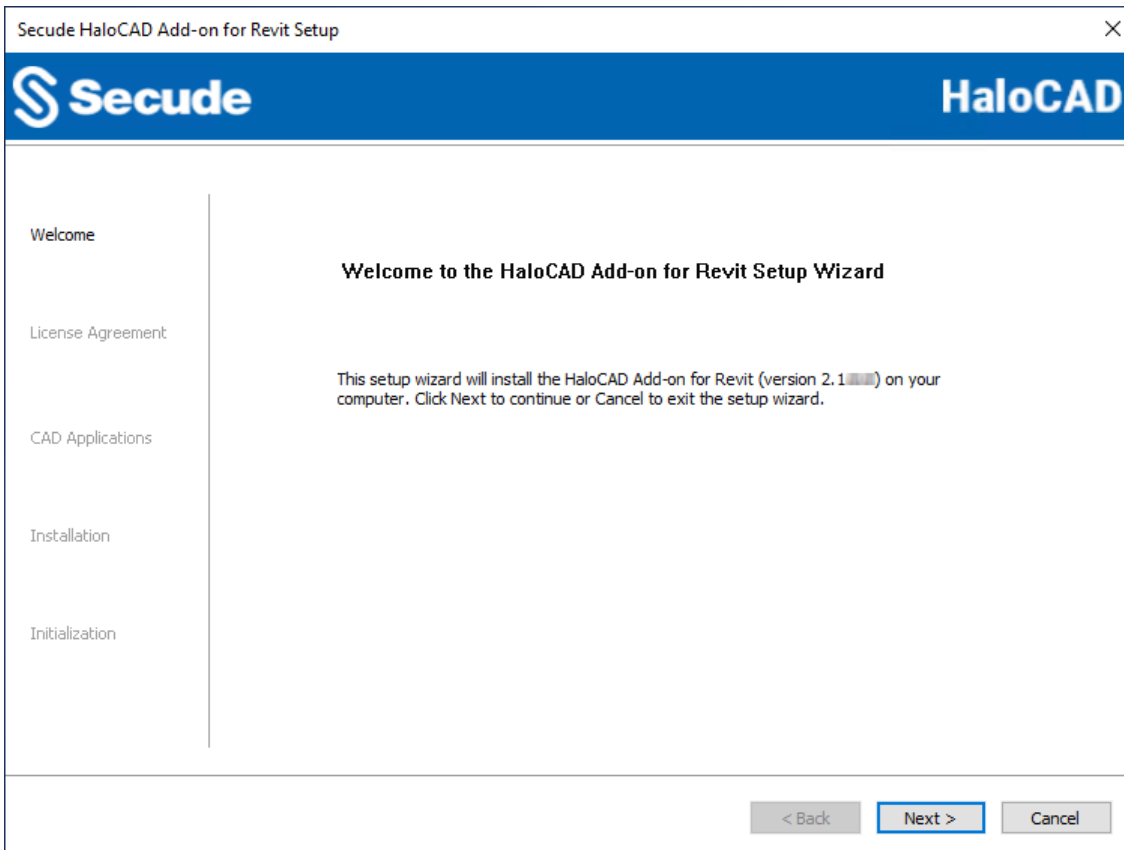 Secude HaloCAD Add-on for Revit Setup
Secude
HaloCAD
Welcome
License Agreement
CAD Applications
Installation
Initialization
Welcome to the HaloCAD Add-on for Revit Setup Wizard
This setup wizard will install the HaloCAD Add-on for Revit (version 2.1 ) on your
computer. Click Next to continue or Cancel to exit the setup wizard.
< Back
Next >
Cancel